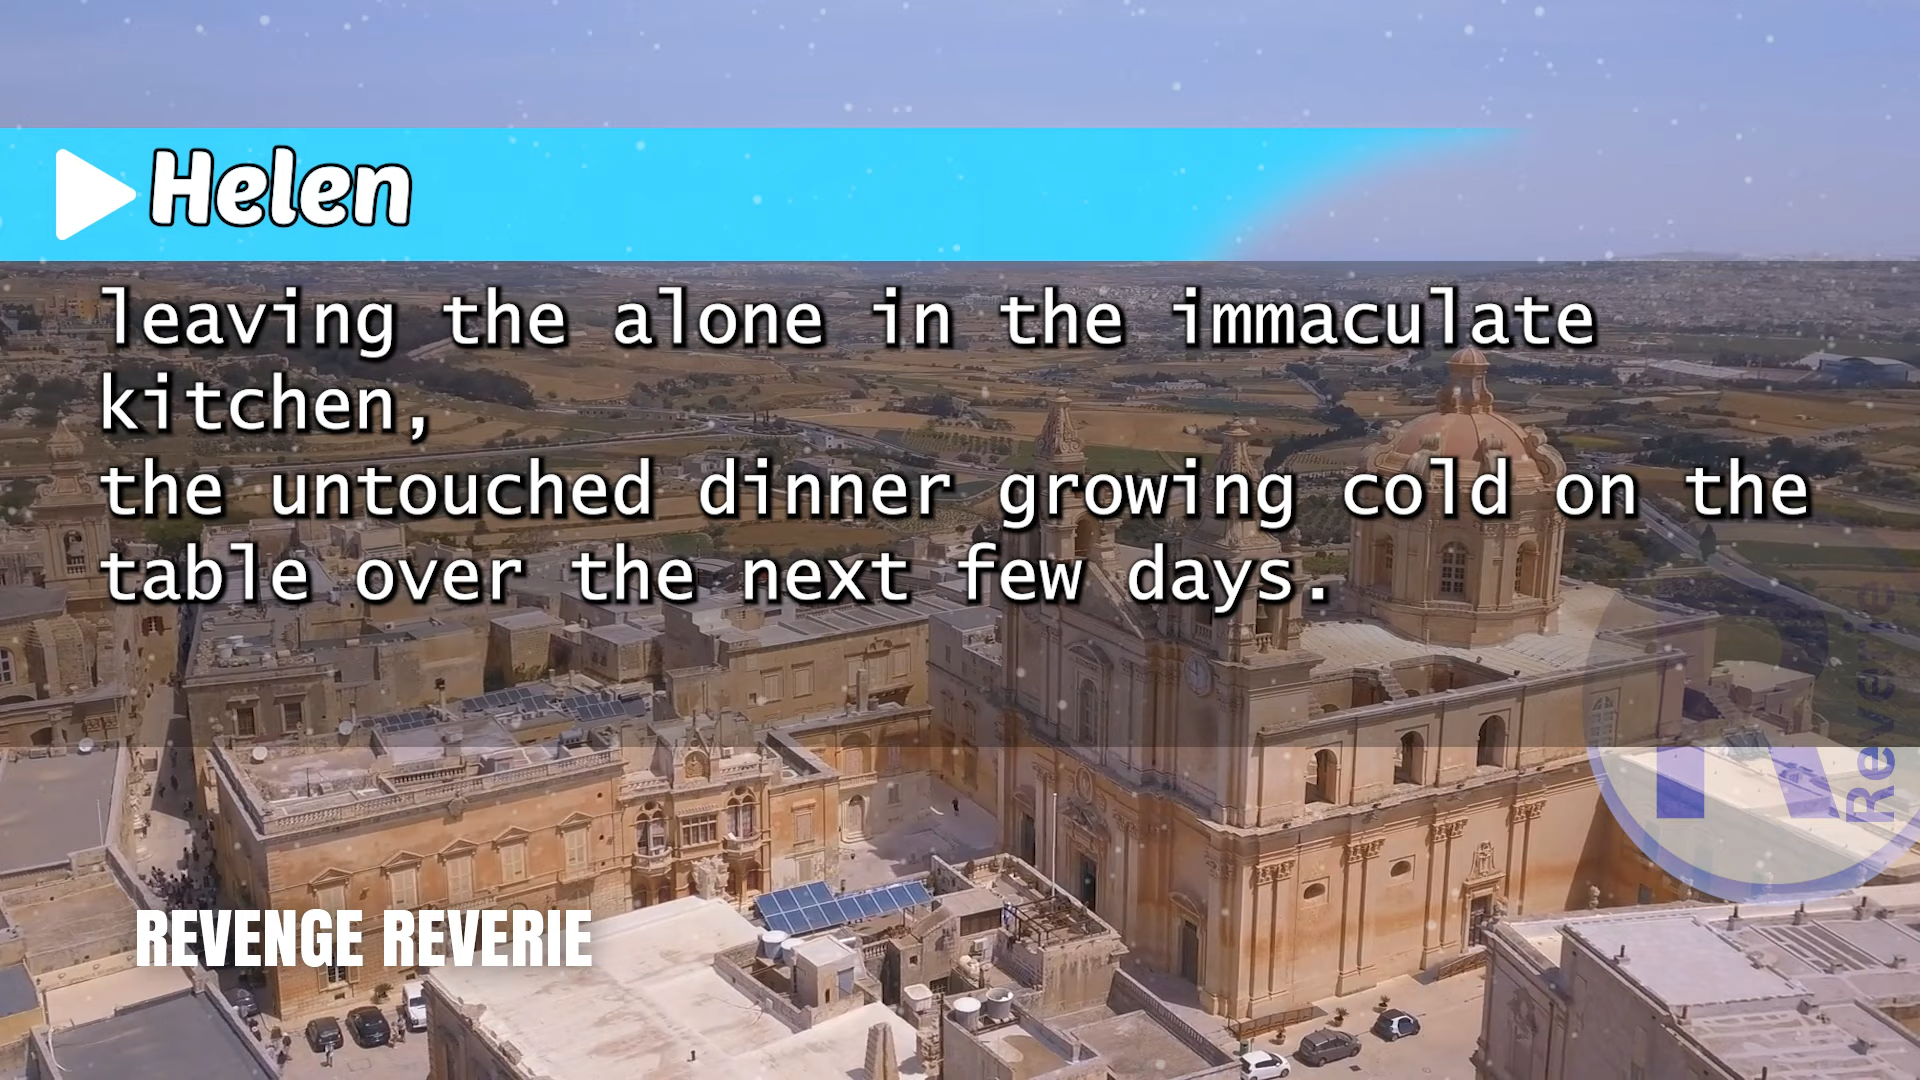 Helen
leaving the alone in the immaculate
kitchen,
the untouched dinner growing cold on the
table over the next few days.
R
Reverie
REVENGE REVERIE